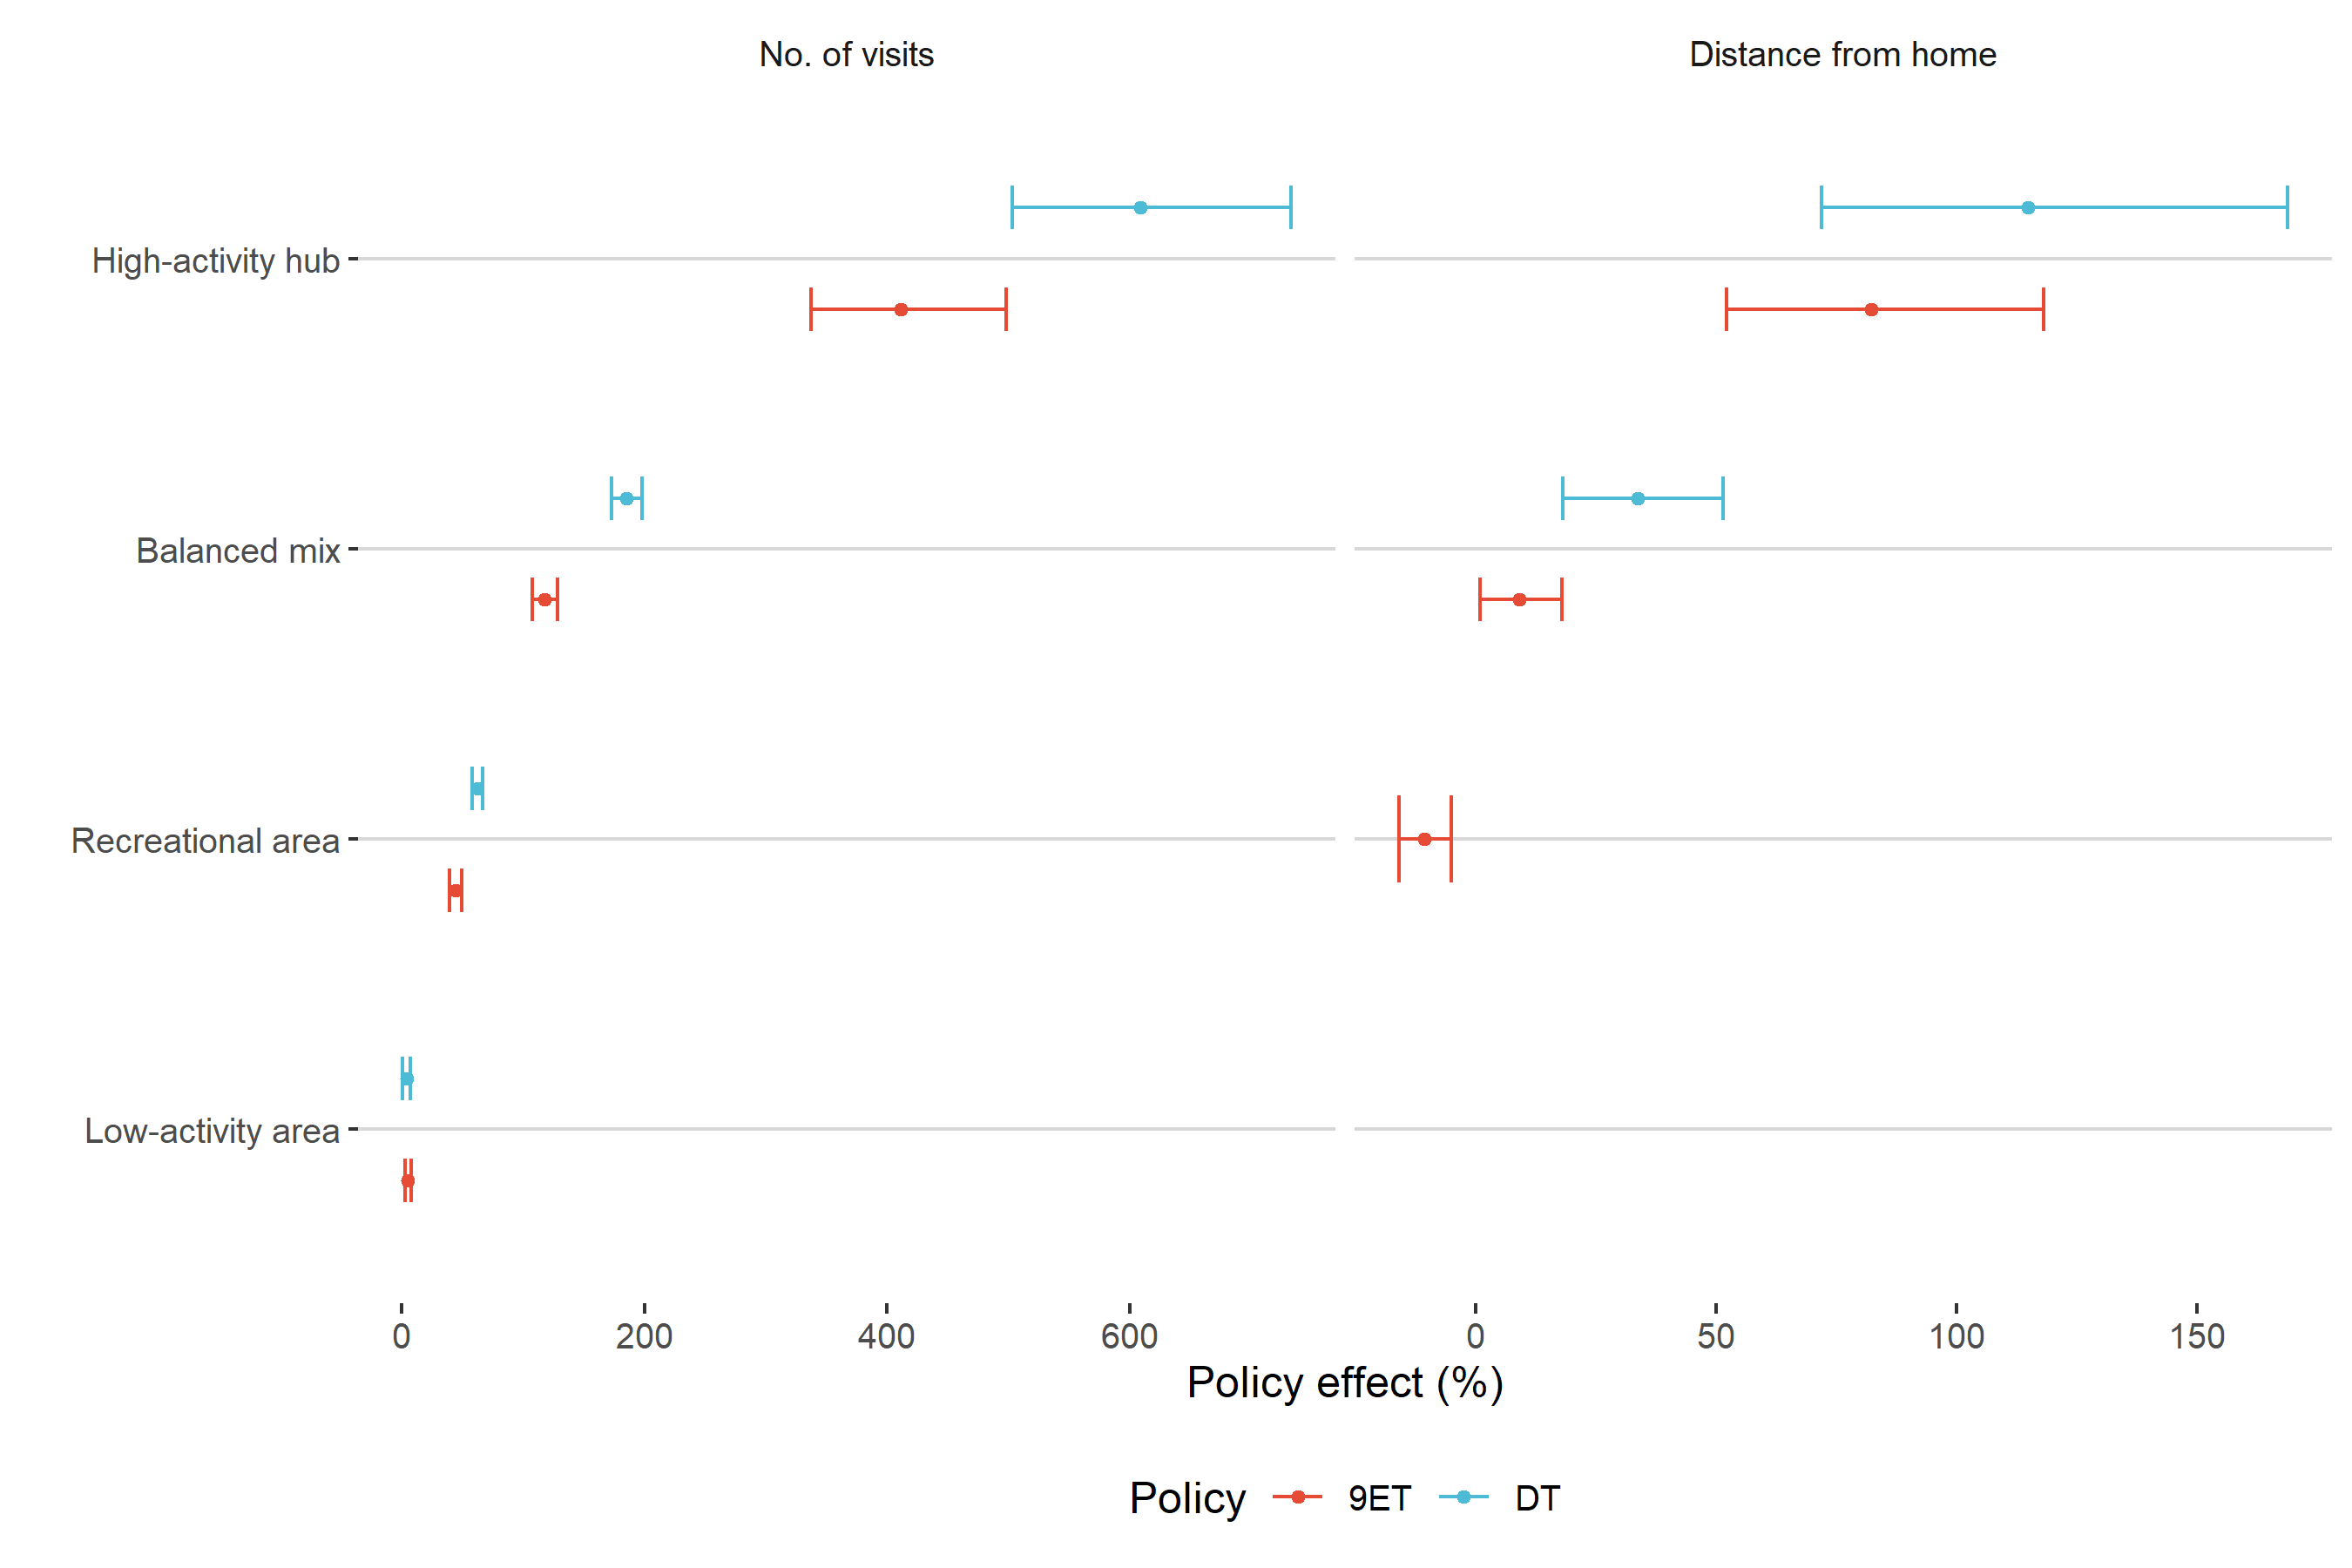 No. of visits
Distance from home
High-activity hub
Balanced mix
Recreational area
Low-activity area
0 200 400 600 0 50 100 150
Policy effect (%)
Policy 9ET DT